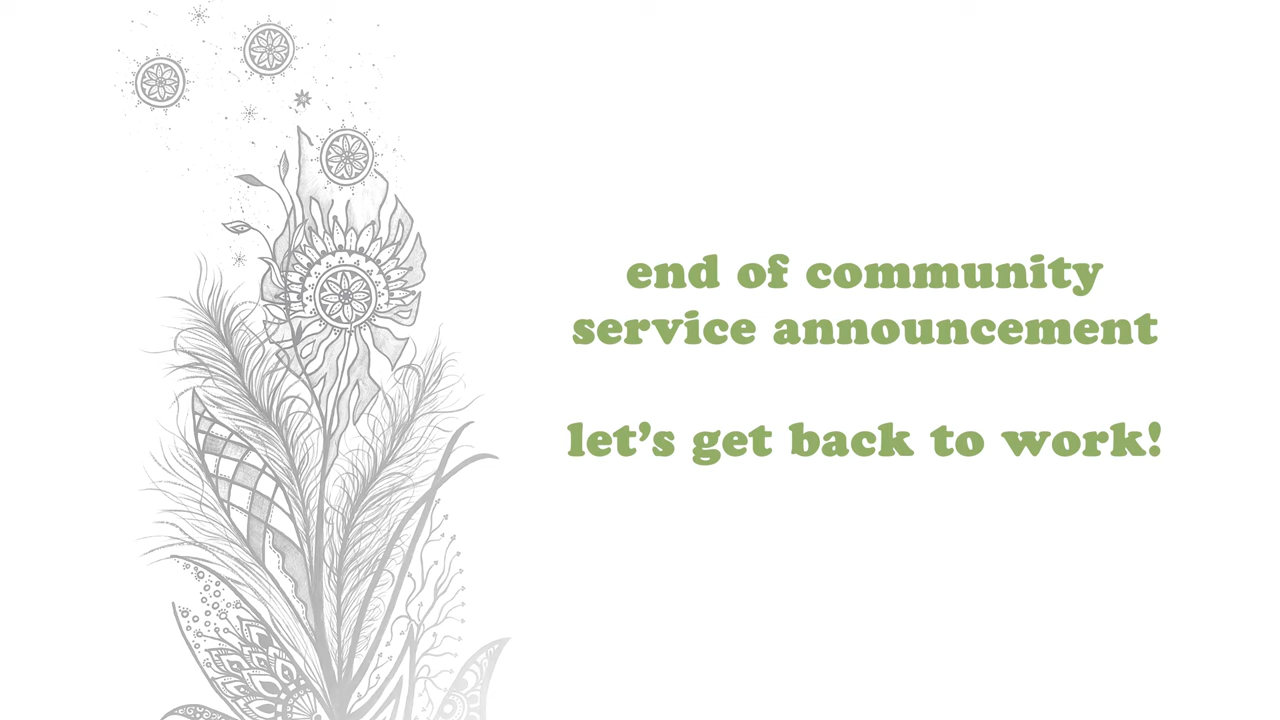 end of community
service announcement
let's get back to work!